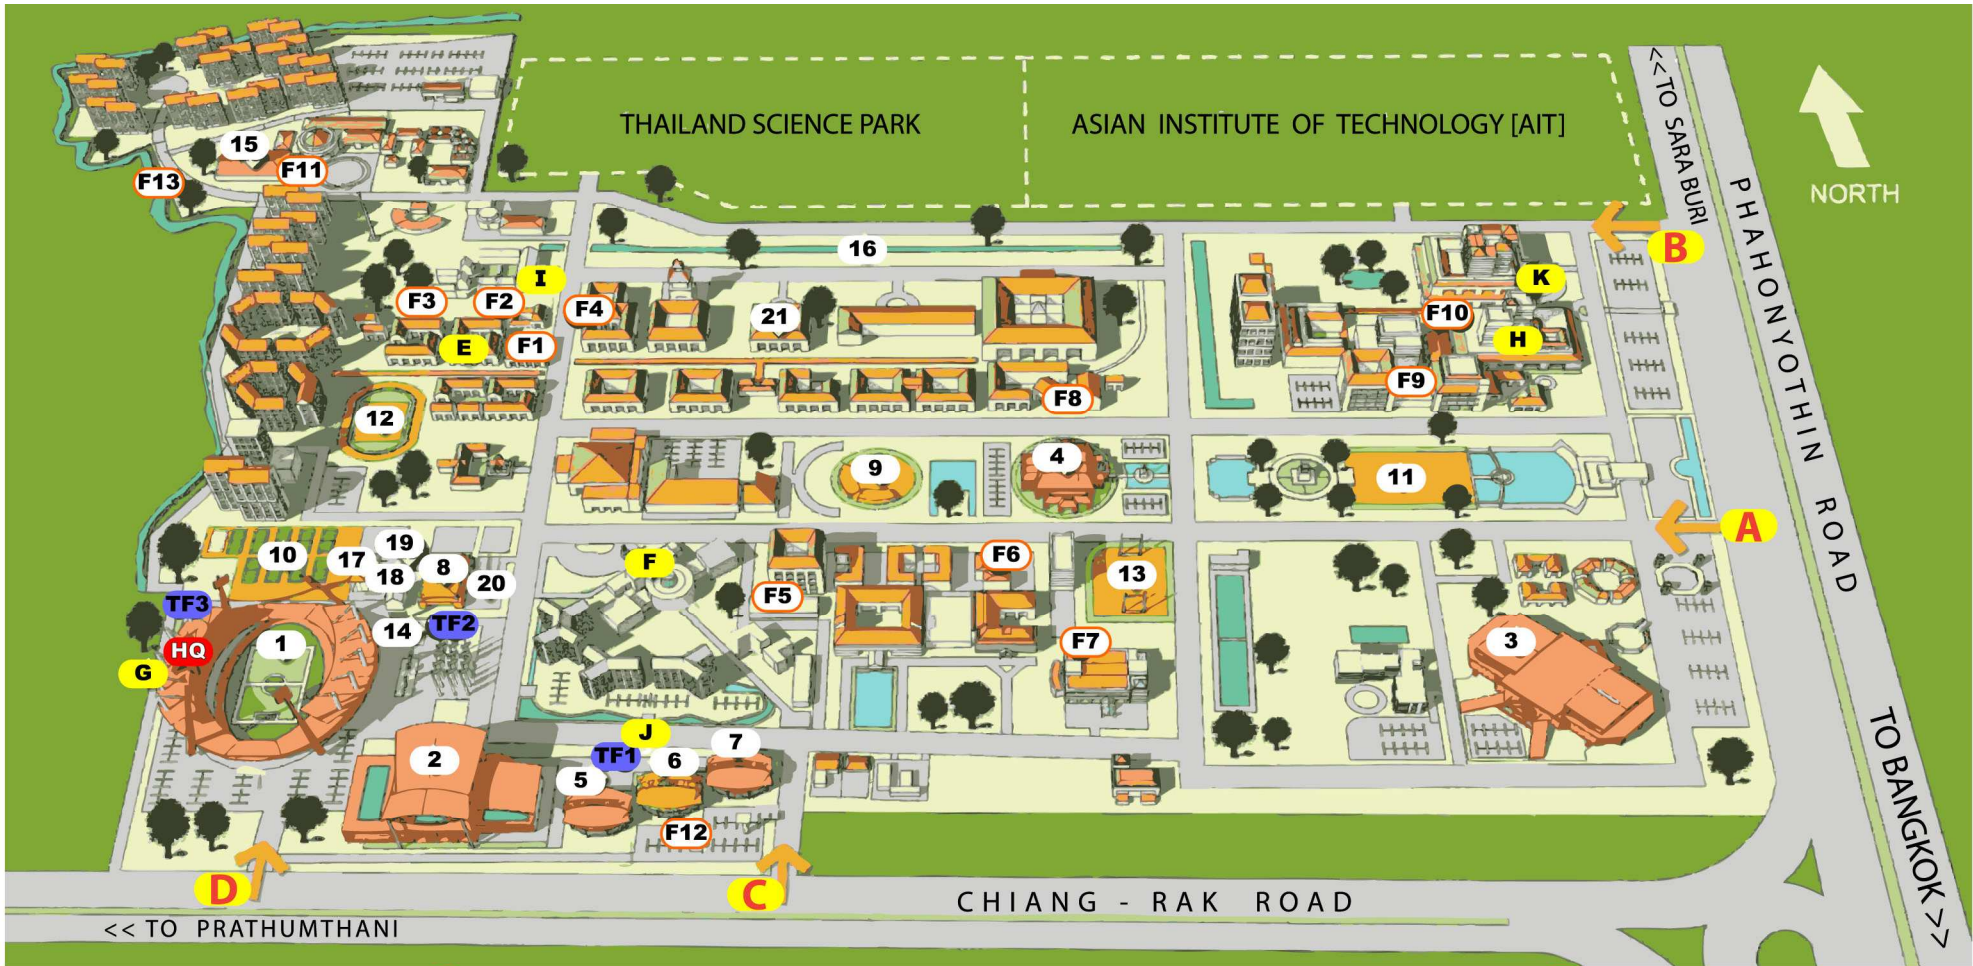 THAILAND SCIENCE PARK
ASIAN INSTITUTE OF TECHNOLOGY [AIT]
<< TO SARA BURI
PHAHONYOTHIN ROAD
NORTH
15
F11
F13
16
B
I
K
F3
F2
F4
21
F10
E
F1
H
F9
F8
12
9
4
11
A
10
17
19
18
8
20
F
F6
13
F5
TF3
TF2
14
HQ
1
G
F7
3
J
TF1
2
5
6
7
F12
D
C
TO BANGKOK >>
CHIANG - RAK ROAD
<< TO PRATHUMTHANI